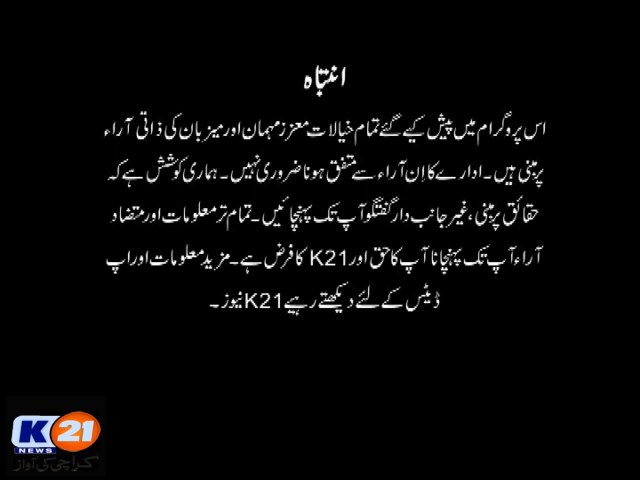 انتباہ
اس پروگرام میں پیش کیے گئے تمام خیالات معزز مہمان اور میزبان کی ذاتی آراء
پر مبنی ہیں۔ ادارے کا اِن آراء سے متفق ہونا ضروری نہیں۔ ہماری کوشش ہے کہ
حقائق پر مبنی، غیر جانب دار گفتگو آپ تک پہنچائیں۔ تمام تر معلومات اور متضاد
آراء آپ تک پہنچانا آپ کا حق اور K21 کا فرض ہے۔ مزید معلومات اور اپ
ڈیٹس کے لئے دیکھتے رہیے K21 نیوز۔
K21
NEWS
کراچی کی آواز